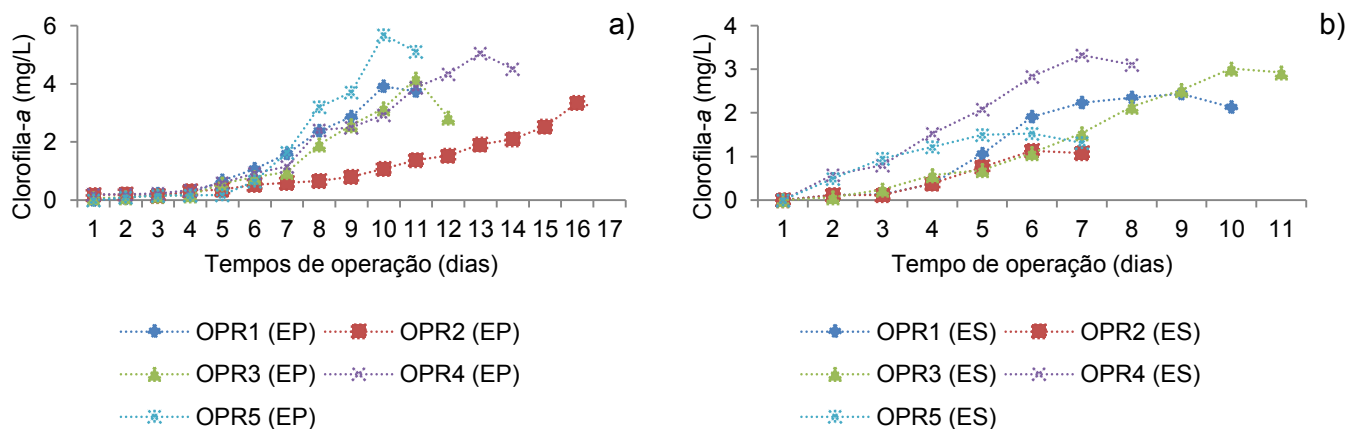 a)
Clorofila-a (mg/L)
6
4
2
0
1 2 3 4 5 6 7 8 9 10 11 12 13 14 15 16 17
Tempos de operação (dias)
OPR1 (EP) OPR2 (EP)
OPR3 (EP) OPR4 (EP)
OPR5 (EP)
b)
Clorofila-a (mg/L)
4
3
2
1
0
1 2 3 4 5 6 7 8 9 10 11
Tempo de operação (dias)
OPR1 (ES) OPR2 (ES)
OPR3 (ES) OPR4 (ES)
OPR5 (ES)